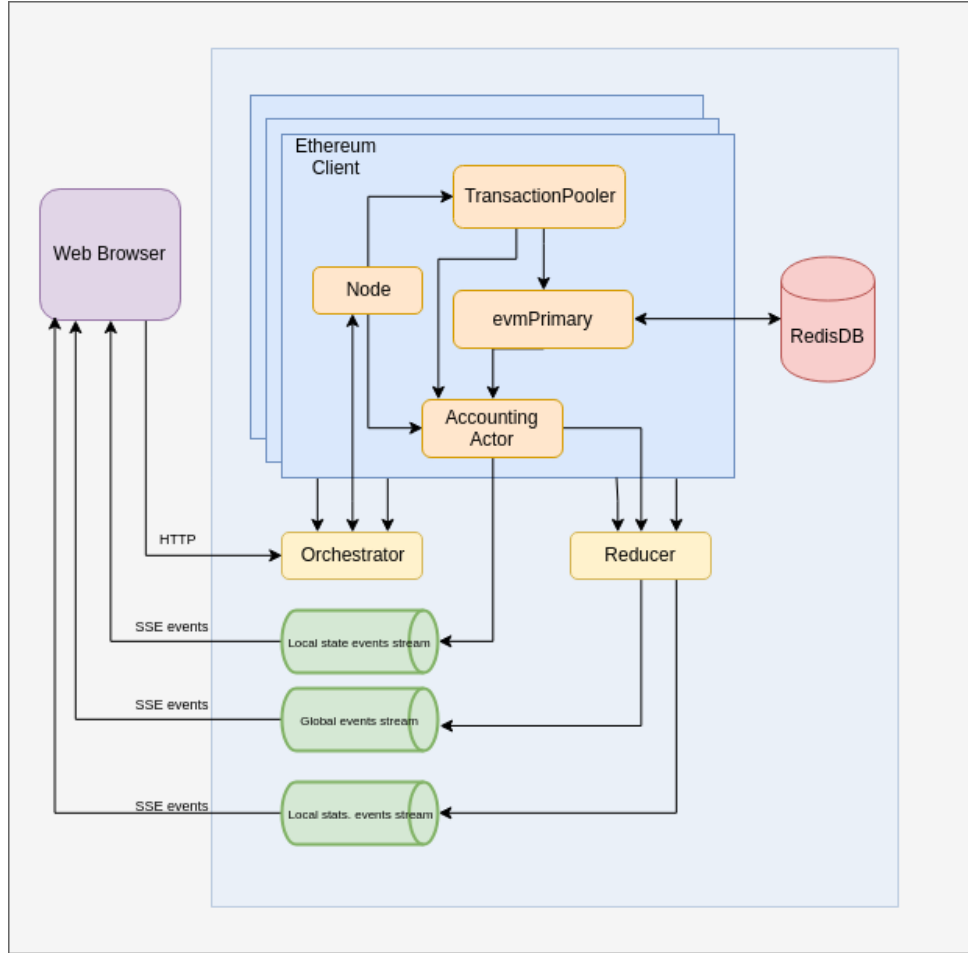 Ethereum
Client
TransactionPooler
Web Browser
Node
evmPrimary
RedisDB
Accounting
Actor
HTTP
Orchestrator
Reducer
SSE events
Local state events stream
SSE events
Global events stream
SSE events
Local stats. events stream